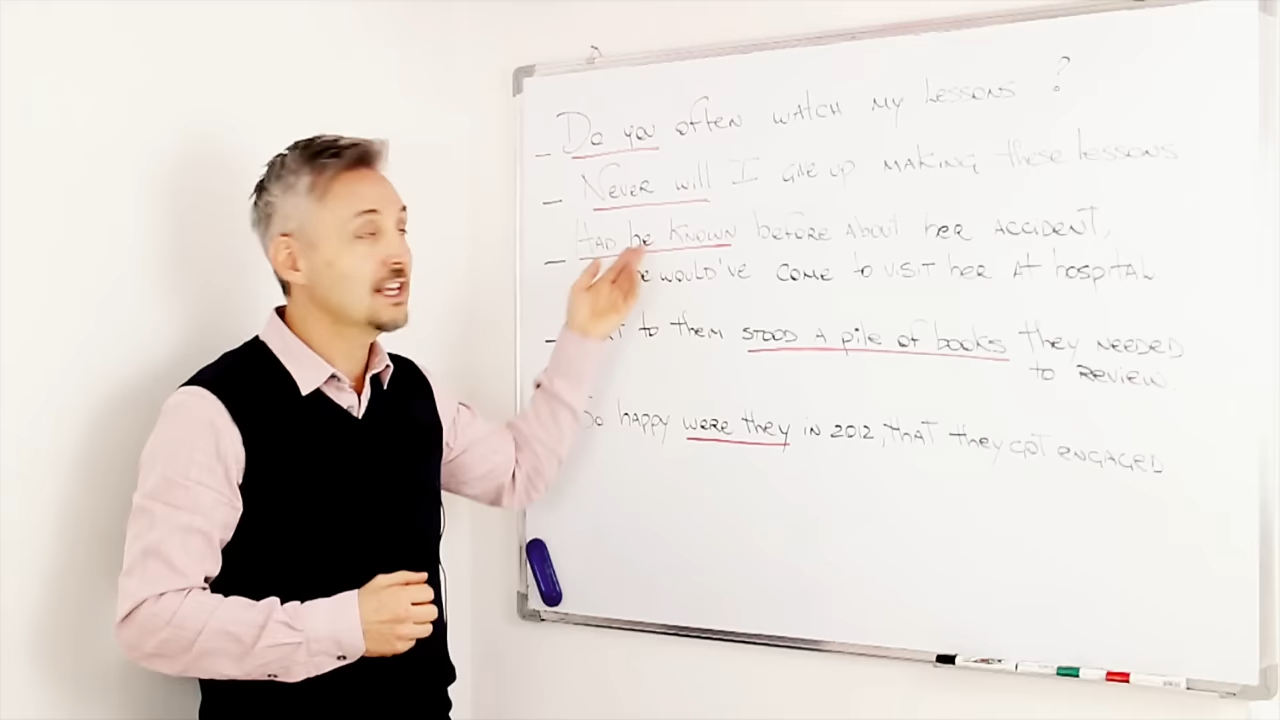 – Do you often watch my lessons ?
– Never will I give up making these lessons
– Had he known before about her accident,
would've come to visit her at hospital
– to them stood a pile of books they needed
to review.
So happy were they in 2012, that they got engaged